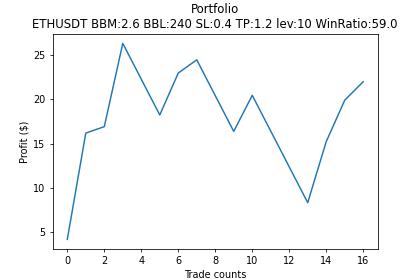 Portfolio
ETHUSDT BBM:2.6 BBL:240 SL:0.4 TP:1.2 lev:10 WinRatio:59.0
25
20
15
10
5
Profit ($)
0 2 4 6 8 10 12 14 16
Trade counts